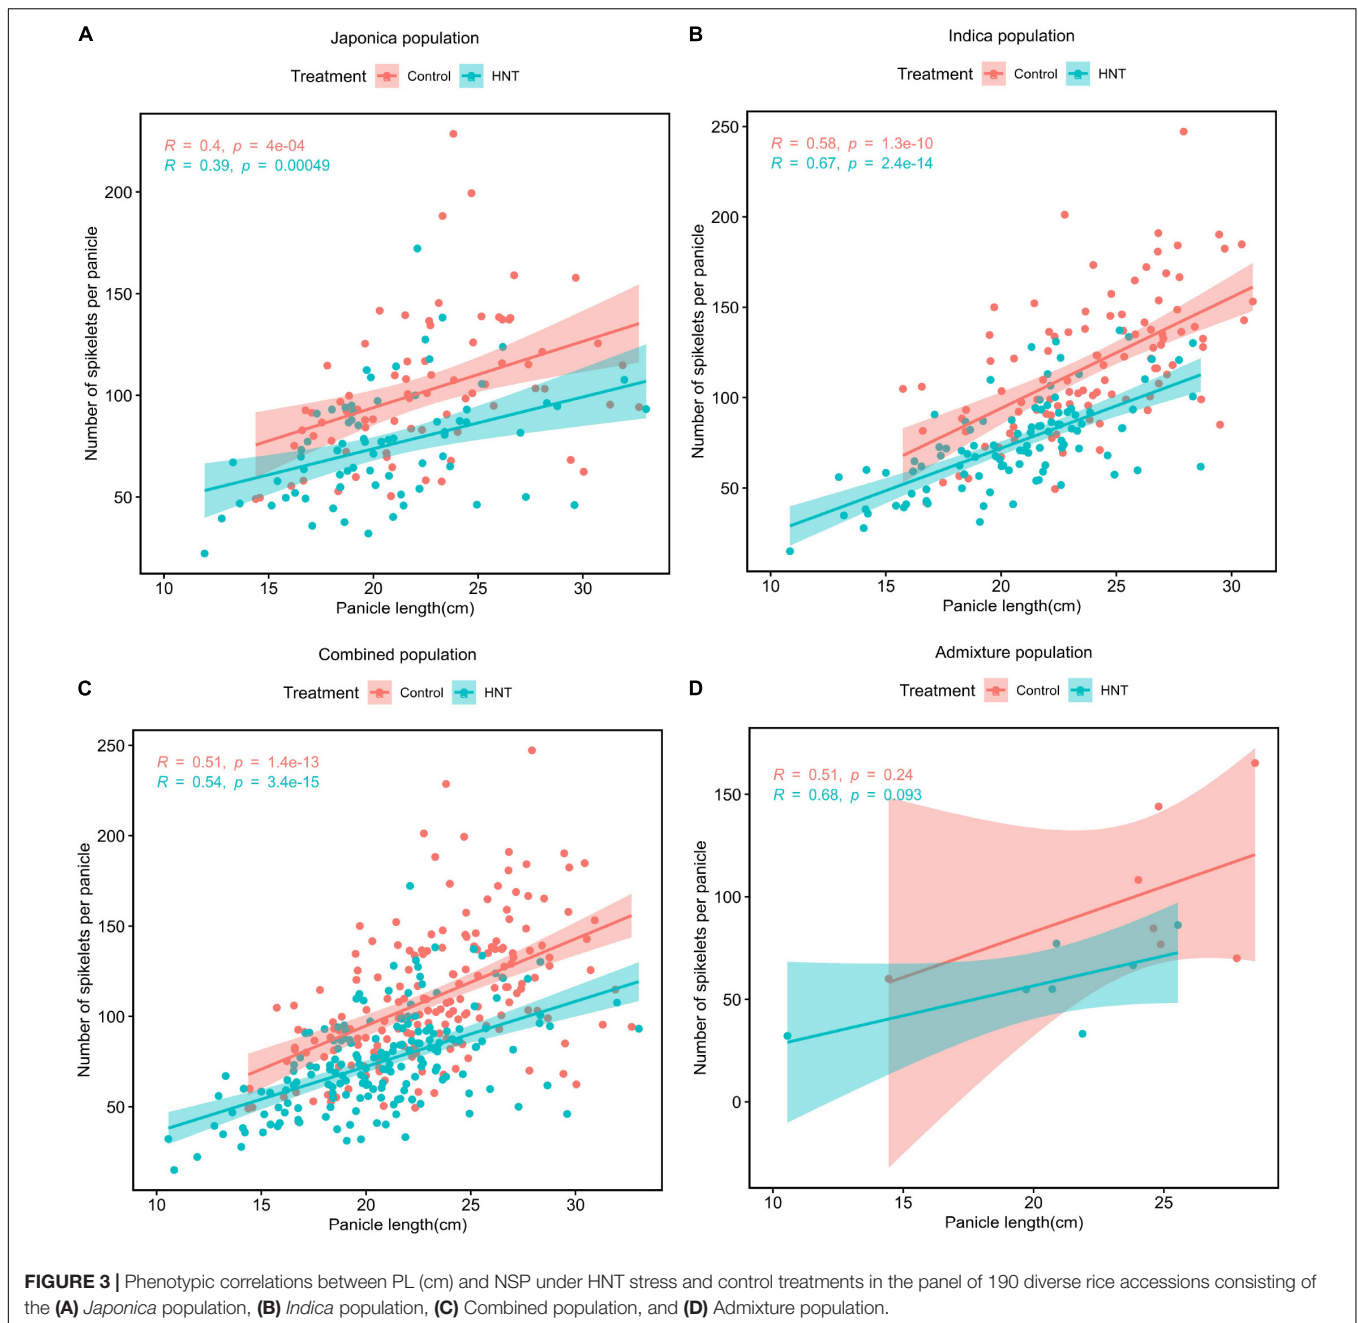 A
Japonica population
Treatment Control HNT
R = 0.4, p = 4e-04
R = 0.39, p = 0.00049
200
150
100
50
Number of spikelets per panicle
10 15 20 25 30
Panicle length(cm)
B
Indica population
Treatment Control HNT
R = 0.58, p = 1.3e-10
R = 0.67, p = 2.4e-14
250
200
150
100
50
Number of spikelets per panicle
10 15 20 25 30
Panicle length(cm)
C
Combined population
Treatment Control HNT
R = 0.51, p = 1.4e-13
R = 0.54, p = 3.4e-15
250
200
150
100
50
Number of spikelets per panicle
10 15 20 25 30
Panicle length(cm)
D
Admixture population
Treatment Control HNT
R = 0.51, p = 0.24
R = 0.68, p = 0.093
150
100
50
0
Number of spikelets per panicle
10 15 20 25
Panicle length(cm)
FIGURE 3 | Phenotypic correlations between PL (cm) and NSP under HNT stress and control treatments in the panel of 190 diverse rice accessions consisting of
the (A) Japonica population, (B) Indica population, (C) Combined population, and (D) Admixture population.